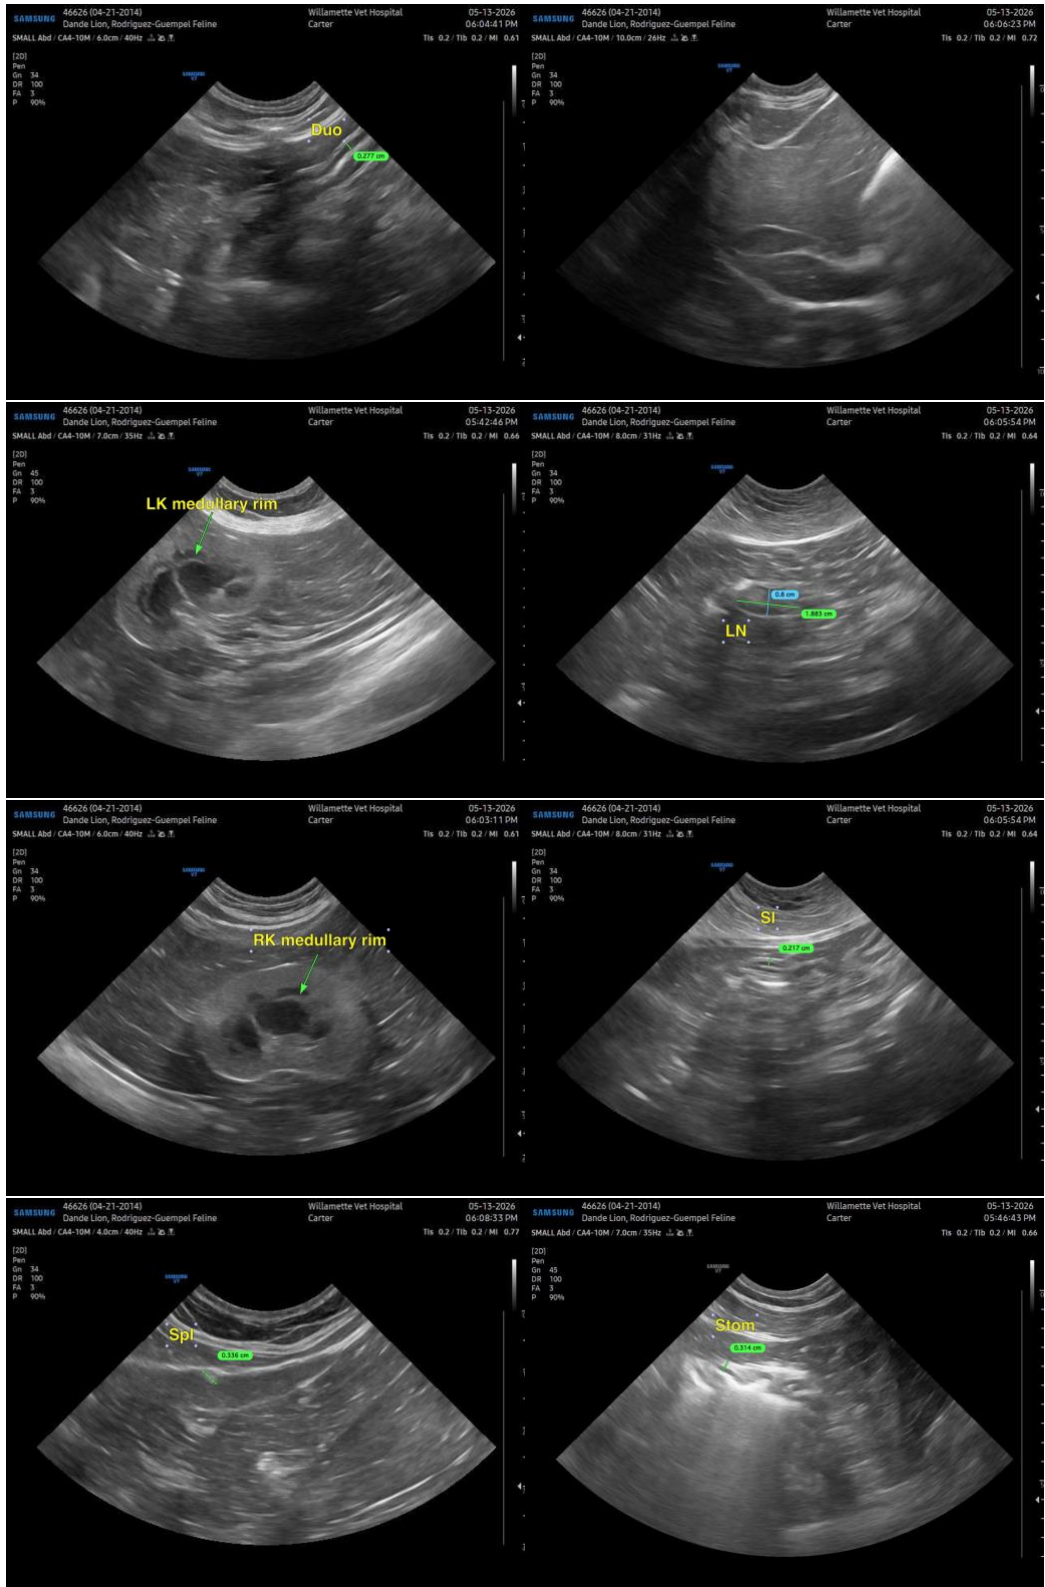 SAMSUNG 46626 (04-21-2014) Willamette Vet Hospital 05-13-2026
Dande Lion, Rodriguez-Guempel Feline Carter 06:04:41 PM
SMALL Abd / CA4-10M / 6.0cm / 40Hz TIs 0.2 / TIb 0.2 / MI 0.61
[2D]
Pen
Gn 34
DR 100
FA 3
P 90%
SAMSUNG
V7
Duo
0.277 cm
SAMSUNG 46626 (04-21-2014) Willamette Vet Hospital 05-13-2026
Dande Lion, Rodriguez-Guempel Feline Carter 06:06:23 PM
SMALL Abd / CA4-10M / 10.0cm / 26Hz TIs 0.2 / TIb 0.2 / MI 0.72
[2D]
Pen
Gn 34
DR 100
FA 3
P 90%
SAMSUNG
V7
SAMSUNG 46626 (04-21-2014) Willamette Vet Hospital 05-13-2026
Dande Lion, Rodriguez-Guempel Feline Carter 05:42:46 PM
SMALL Abd / CA4-10M / 7.0cm / 35Hz TIs 0.2 / TIb 0.2 / MI 0.66
[2D]
Pen
Gn 45
DR 100
FA 3
P 90%
SAMSUNG
V7
LK medullary rim
SAMSUNG 46626 (04-21-2014) Willamette Vet Hospital 05-13-2026
Dande Lion, Rodriguez-Guempel Feline Carter 06:05:54 PM
SMALL Abd / CA4-10M / 8.0cm / 31Hz TIs 0.2 / TIb 0.2 / MI 0.64
[2D]
Pen
Gn 34
DR 100
FA 3
P 90%
SAMSUNG
V7
0.6 cm
1.883 cm
LN
SAMSUNG 46626 (04-21-2014) Willamette Vet Hospital 05-13-2026
Dande Lion, Rodriguez-Guempel Feline Carter 06:03:11 PM
SMALL Abd / CA4-10M / 6.0cm / 40Hz TIs 0.2 / TIb 0.2 / MI 0.61
[2D]
Pen
Gn 34
DR 100
FA 3
P 90%
SAMSUNG
V7
RK medullary rim
SAMSUNG 46626 (04-21-2014) Willamette Vet Hospital 05-13-2026
Dande Lion, Rodriguez-Guempel Feline Carter 06:05:54 PM
SMALL Abd / CA4-10M / 8.0cm / 31Hz TIs 0.2 / TIb 0.2 / MI 0.64
[2D]
Pen
Gn 34
DR 100
FA 3
P 90%
SAMSUNG
V7
SI
0.217 cm
SAMSUNG 46626 (04-21-2014) Willamette Vet Hospital 05-13-2026
Dande Lion, Rodriguez-Guempel Feline Carter 06:08:33 PM
SMALL Abd / CA4-10M / 4.0cm / 40Hz TIs 0.2 / TIb 0.2 / MI 0.77
[2D]
Pen
Gn 34
DR 100
FA 3
P 90%
SAMSUNG
V7
Spl
0.336 cm
SAMSUNG 46626 (04-21-2014) Willamette Vet Hospital 05-13-2026
Dande Lion, Rodriguez-Guempel Feline Carter 05:46:43 PM
SMALL Abd / CA4-10M / 7.0cm / 35Hz TIs 0.2 / TIb 0.2 / MI 0.66
[2D]
Pen
Gn 45
DR 100
FA 3
P 90%
SAMSUNG
V7
Stom
0.314 cm